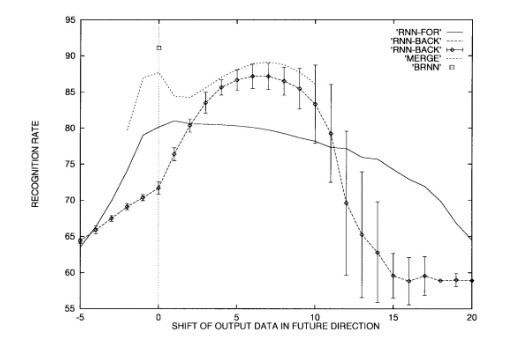 95
90
85
80
75
70
65
60
55
RECOGNITION RATE
'RNN-FOR'
'RNN-BACK'
'RNN-BACK'
'MERGE'
'BRNN'
-5 0 5 10 15 20
SHIFT OF OUTPUT DATA IN FUTURE DIRECTION